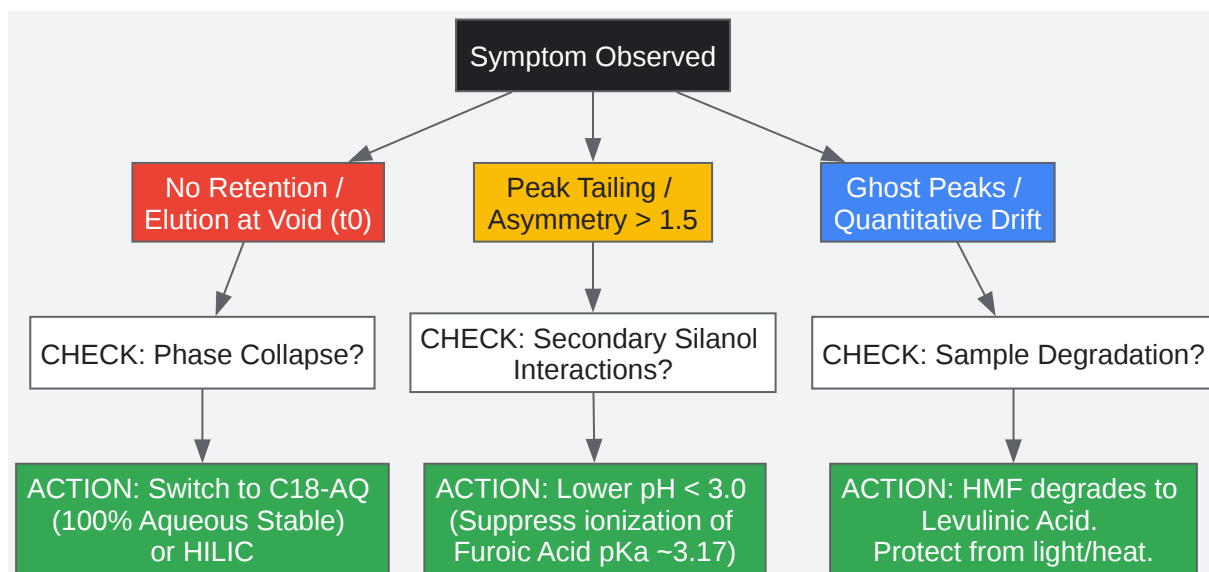 Symptom Observed
No Retention /
Elution at Void (t0)
Peak Tailing /
Asymmetry > 1.5
Ghost Peaks /
Quantitative Drift
CHECK: Phase Collapse?
CHECK: Secondary Silanol
Interactions?
CHECK: Sample Degradation?
ACTION: Switch to C18-AQ
(100% Aqueous Stable)
or HILIC
ACTION: Lower pH < 3.0
(Suppress ionization of
Furoic Acid pKa ~3.17)
ACTION: HMF degrades to
Levulinic Acid.
Protect from light/heat.